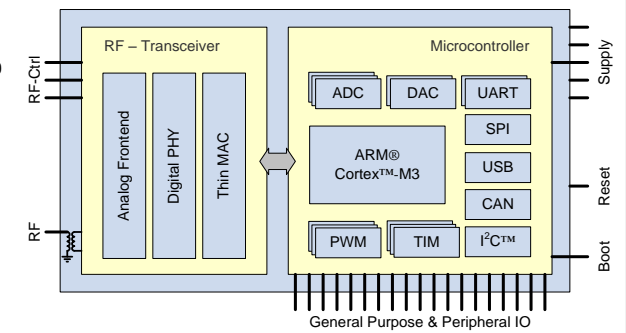 RF – Transceiver
Microcontroller
RF-Ctrl
Supply
ADC
DAC
UART
SPI
ARM®
Cortex™-M3
Analog Frontend
Digital PHY
Thin MAC
USB
CAN
Reset
RF
PWM
TIM
I²C™
Boot
General Purpose & Peripheral IO